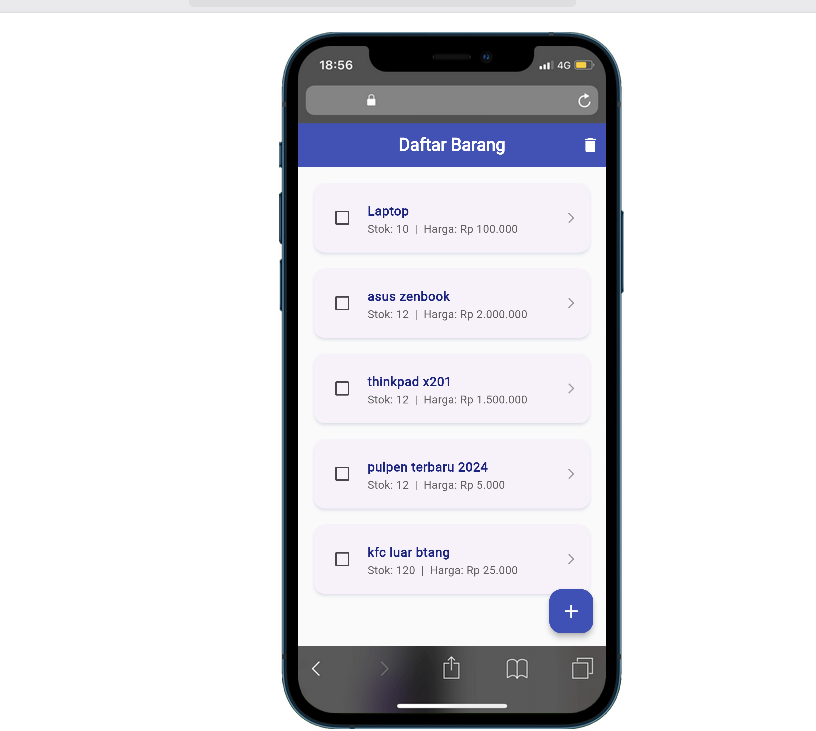 18:56
4G
Daftar Barang
Laptop
Stok: 10 | Harga: Rp 100.000
asus zenbook
Stok: 12 | Harga: Rp 2.000.000
thinkpad x201
Stok: 12 | Harga: Rp 1.500.000
pulpen terbaru 2024
Stok: 12 | Harga: Rp 5.000
kfc luar btang
Stok: 120 | Harga: Rp 25.000